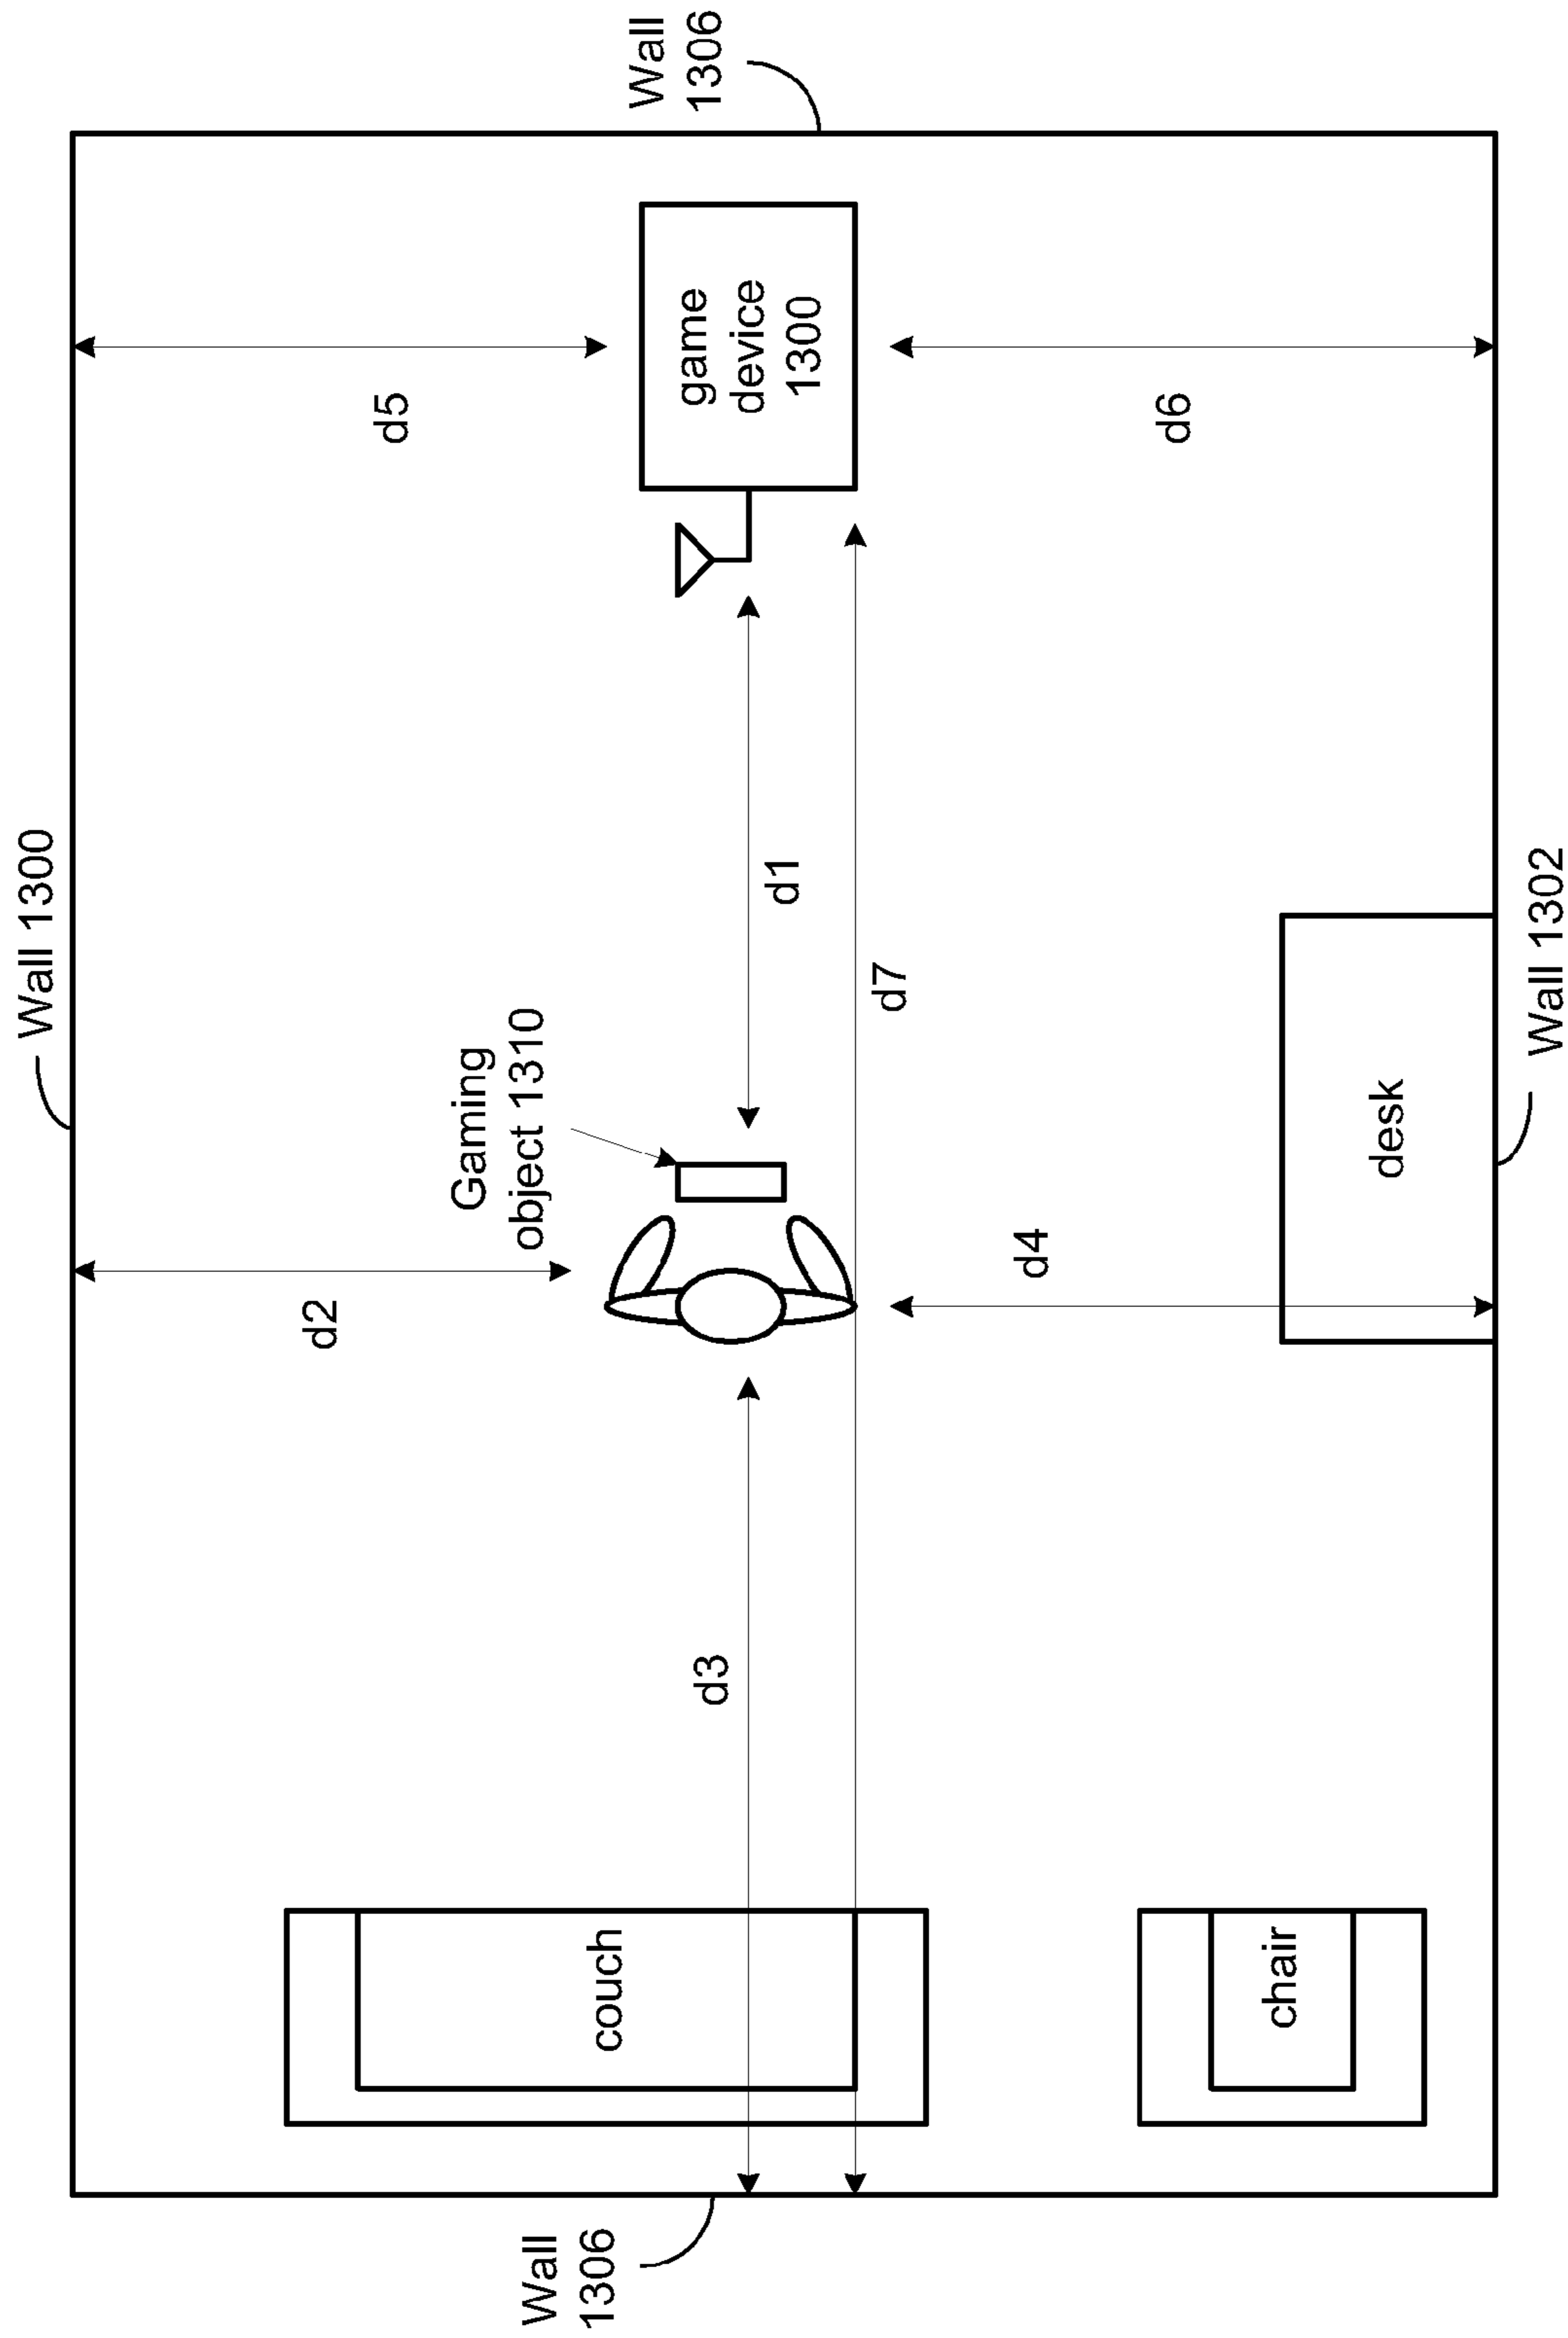 Wall 1300
d2
d5
Gaming
object 1310
Wall
1306
couch
Wall
1306
game
device
1300
d3
d1
d7
d4
d6
chair
desk
Wall 1302